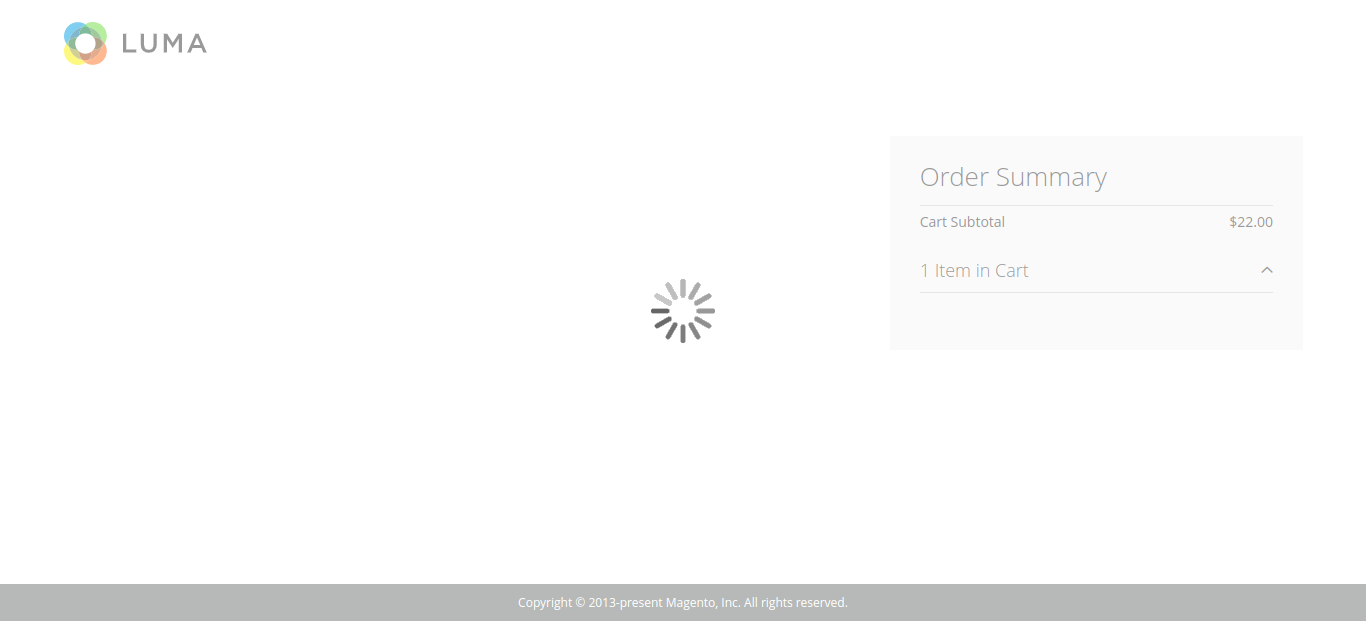 LUMA
Order Summary
Cart Subtotal $22.00
1 Item in Cart
Copyright © 2013-present Magento, Inc. All rights reserved.